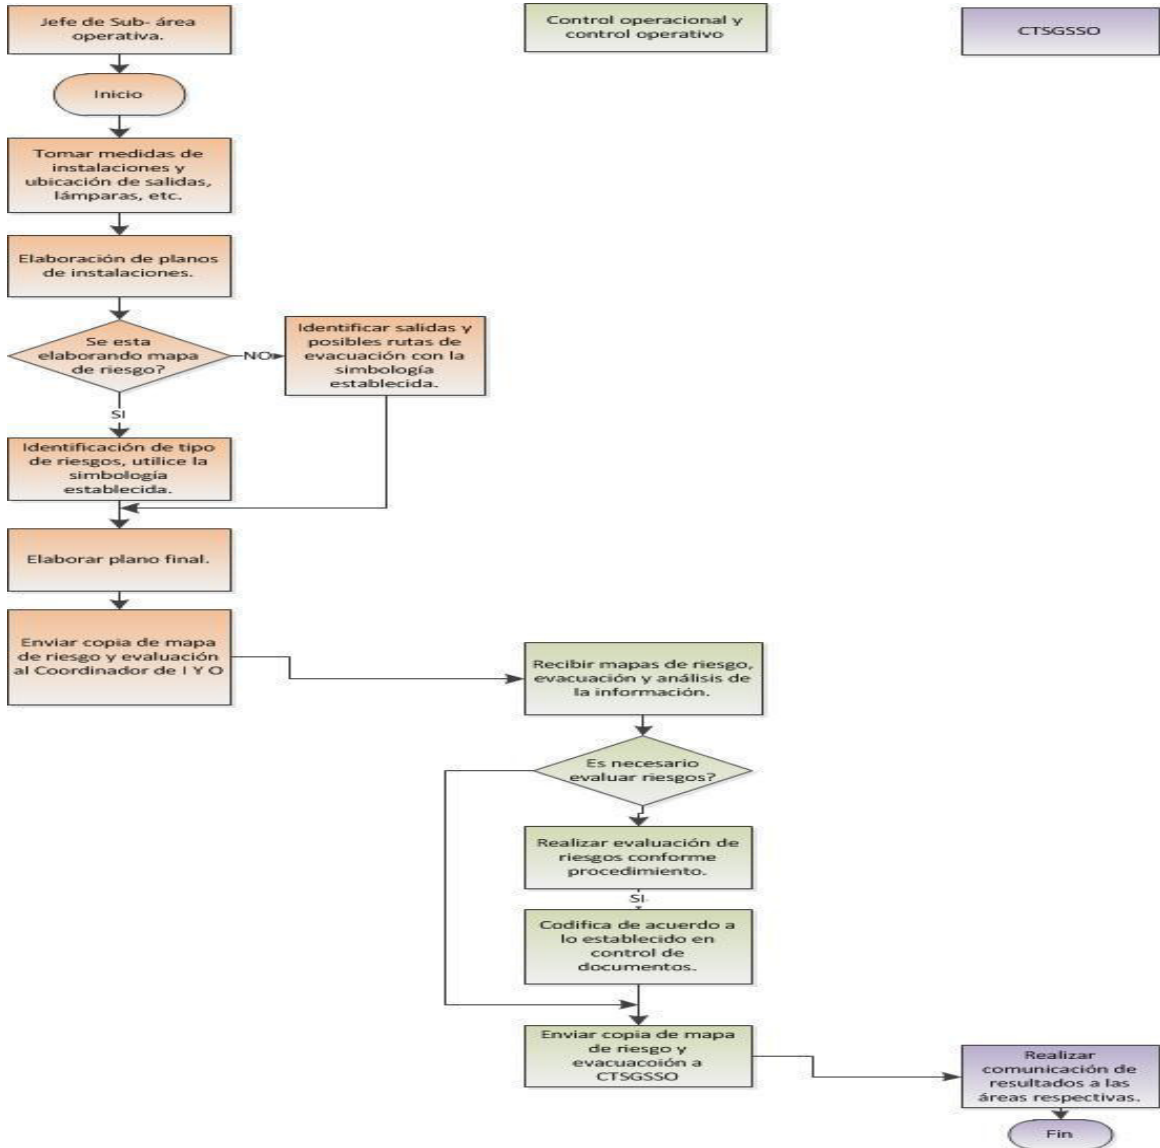 Jefe de Sub- área
operativa.
Control operacional y
control operativo
CTSGSSO
Inicio
Tomar medidas de
instalaciones y
ubicación de salidas,
lámparas, etc.
Elaboración de planos
de instalaciones.
Se esta
elaborando mapa
de riesgo?
NO
Identificar salidas y
posibles rutas de
evacuación con la
simbología
establecida.
SI
Identificación de tipo
de riesgos, utilice la
simbología
establecida.
Elaborar plano final.
Enviar copia de mapa
de riesgo y evaluación
al Coordinador de I Y O
Recibir mapas de riesgo,
evacuación y análisis de
la información.
Es necesario
evaluar riesgos?
Realizar evaluación de
riesgos conforme
procedimiento.
SI
Codifica de acuerdo a
lo establecido en
control de
documentos.
Enviar copia de mapa
de riesgo y
evacuacoión a
CTSGSSO
Realizar
comunicación de
resultados a las
áreas respectivas.
Fin